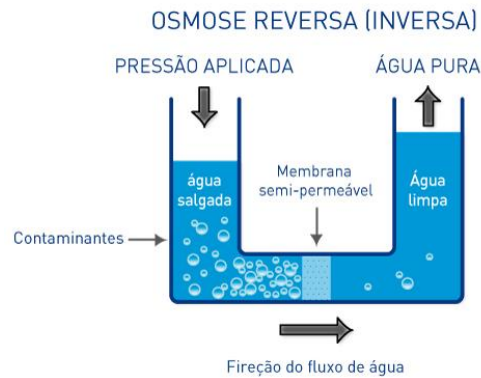 OSMOSE REVERSA (INVERSA)
PRESSÃO APLICADA
ÁGUA PURA
água
salgada
Membrana
semi-permeável
Água
limpa
Contaminantes
Fireção do fluxo de água